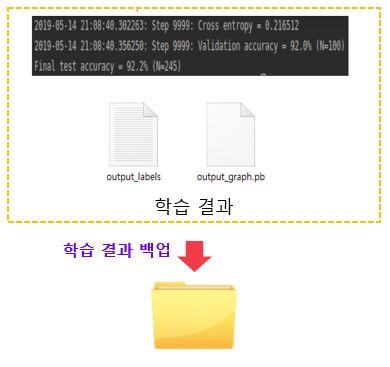 2019-05-14 21:08:40.302263: Step 9999: Cross entropy = 0.216512
2019-05-14 21:08:40.356250: Step 9999: Validation accuracy = 92.0% (N=100)
Final test accuracy = 92.2% (N=245)
output_labels
output_graph.pb
학습 결과
학습 결과 백업